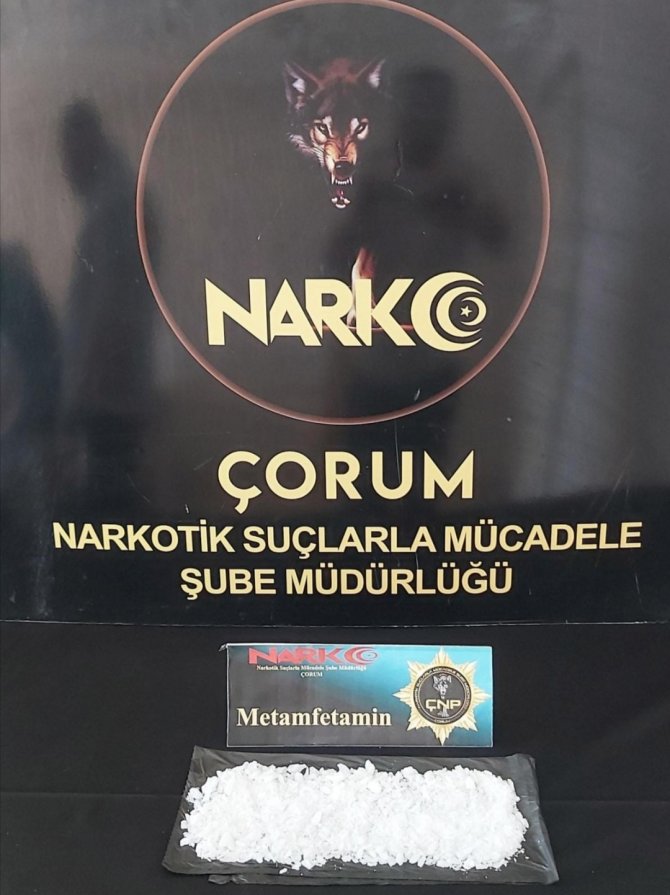 NARKO
ÇORUM
NARKOTİK SUÇLARLA MÜCADELE
ŞUBE MÜDÜRLÜĞÜ
NARKO
Narkotik Suçlarla Mücadele Şube Müdürlüğü
ÇORUM
Metamfetamin
ÇNP